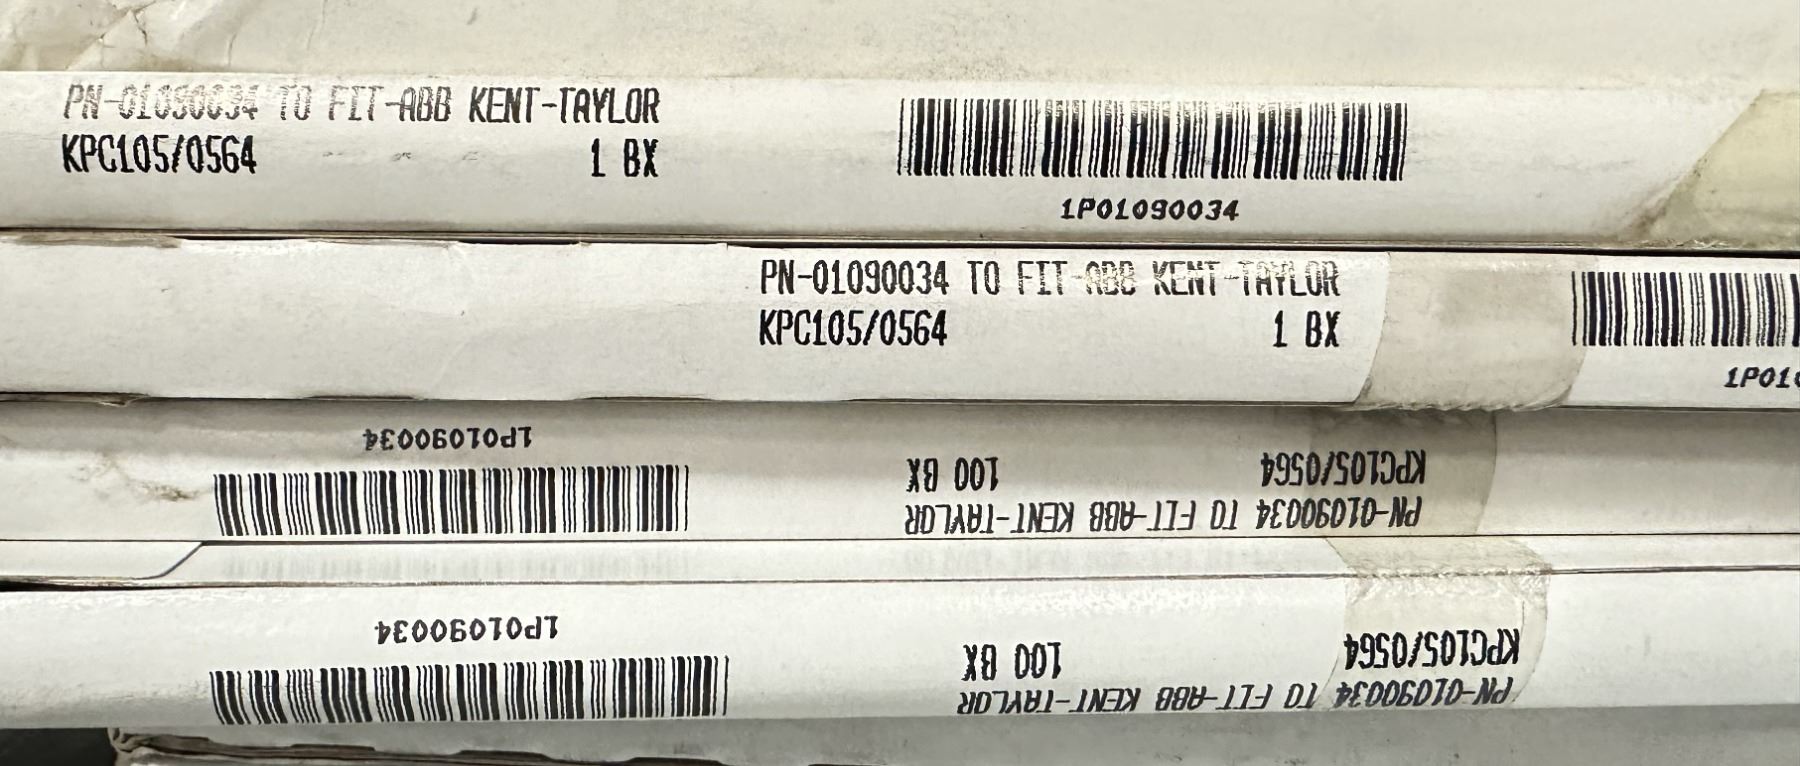 PN-01090034 TO FIT-ABB KENT-TAYLOR
KPC105/0564 1 BX
1P01090034
PN-01090034 TO FIT-ABB KENT-TAYLOR
KPC105/0564 1 BX
1P010
PN-01090034 TO FIT-ABB KENT-TAYLOR
KPC105/0564 100 BX
1P01090034
PN-01090034 TO FIT-ABB KENT-TAYLOR
KPC105/0564 100 BX
1P01090034